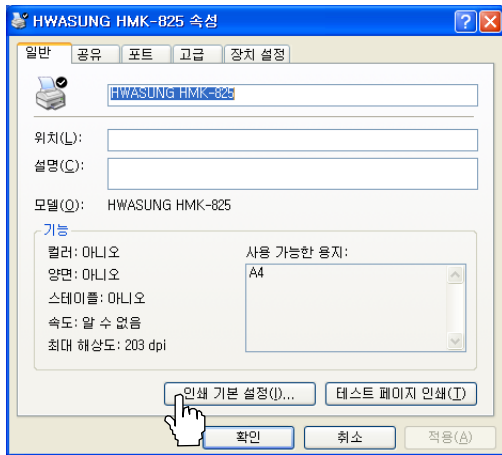 HWASUNG HMK-825 속성
일반 공유 포트 고급 장치 설정
HWASUNG HMK-825
위치(L):
설명(C):
모델(O): HWASUNG HMK-825
기능
컬러: 아니오 사용 가능한 용지:
양면: 아니오 A4
스테이플: 아니오
속도: 알 수 없음
최대 해상도: 203 dpi
인쇄 기본 설정(I)... 테스트 페이지 인쇄(T)
확인 취소 적용(A)